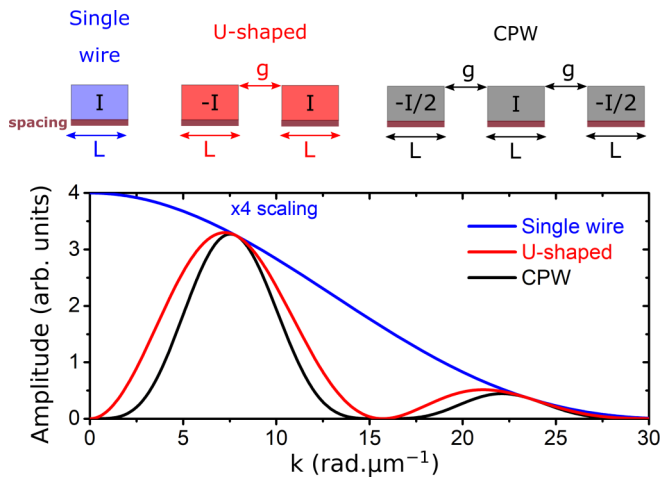 Single
wire
U-shaped
CPW
g
g
g
I
-I
I
-I/2
I
-I/2
spacing
L
L
L
L
L
L
x4 scaling
Single wire
U-shaped
CPW
Amplitude (arb. units)
4
3
2
1
0
0
5
10
15
20
25
30
k (rad.μm⁻¹)